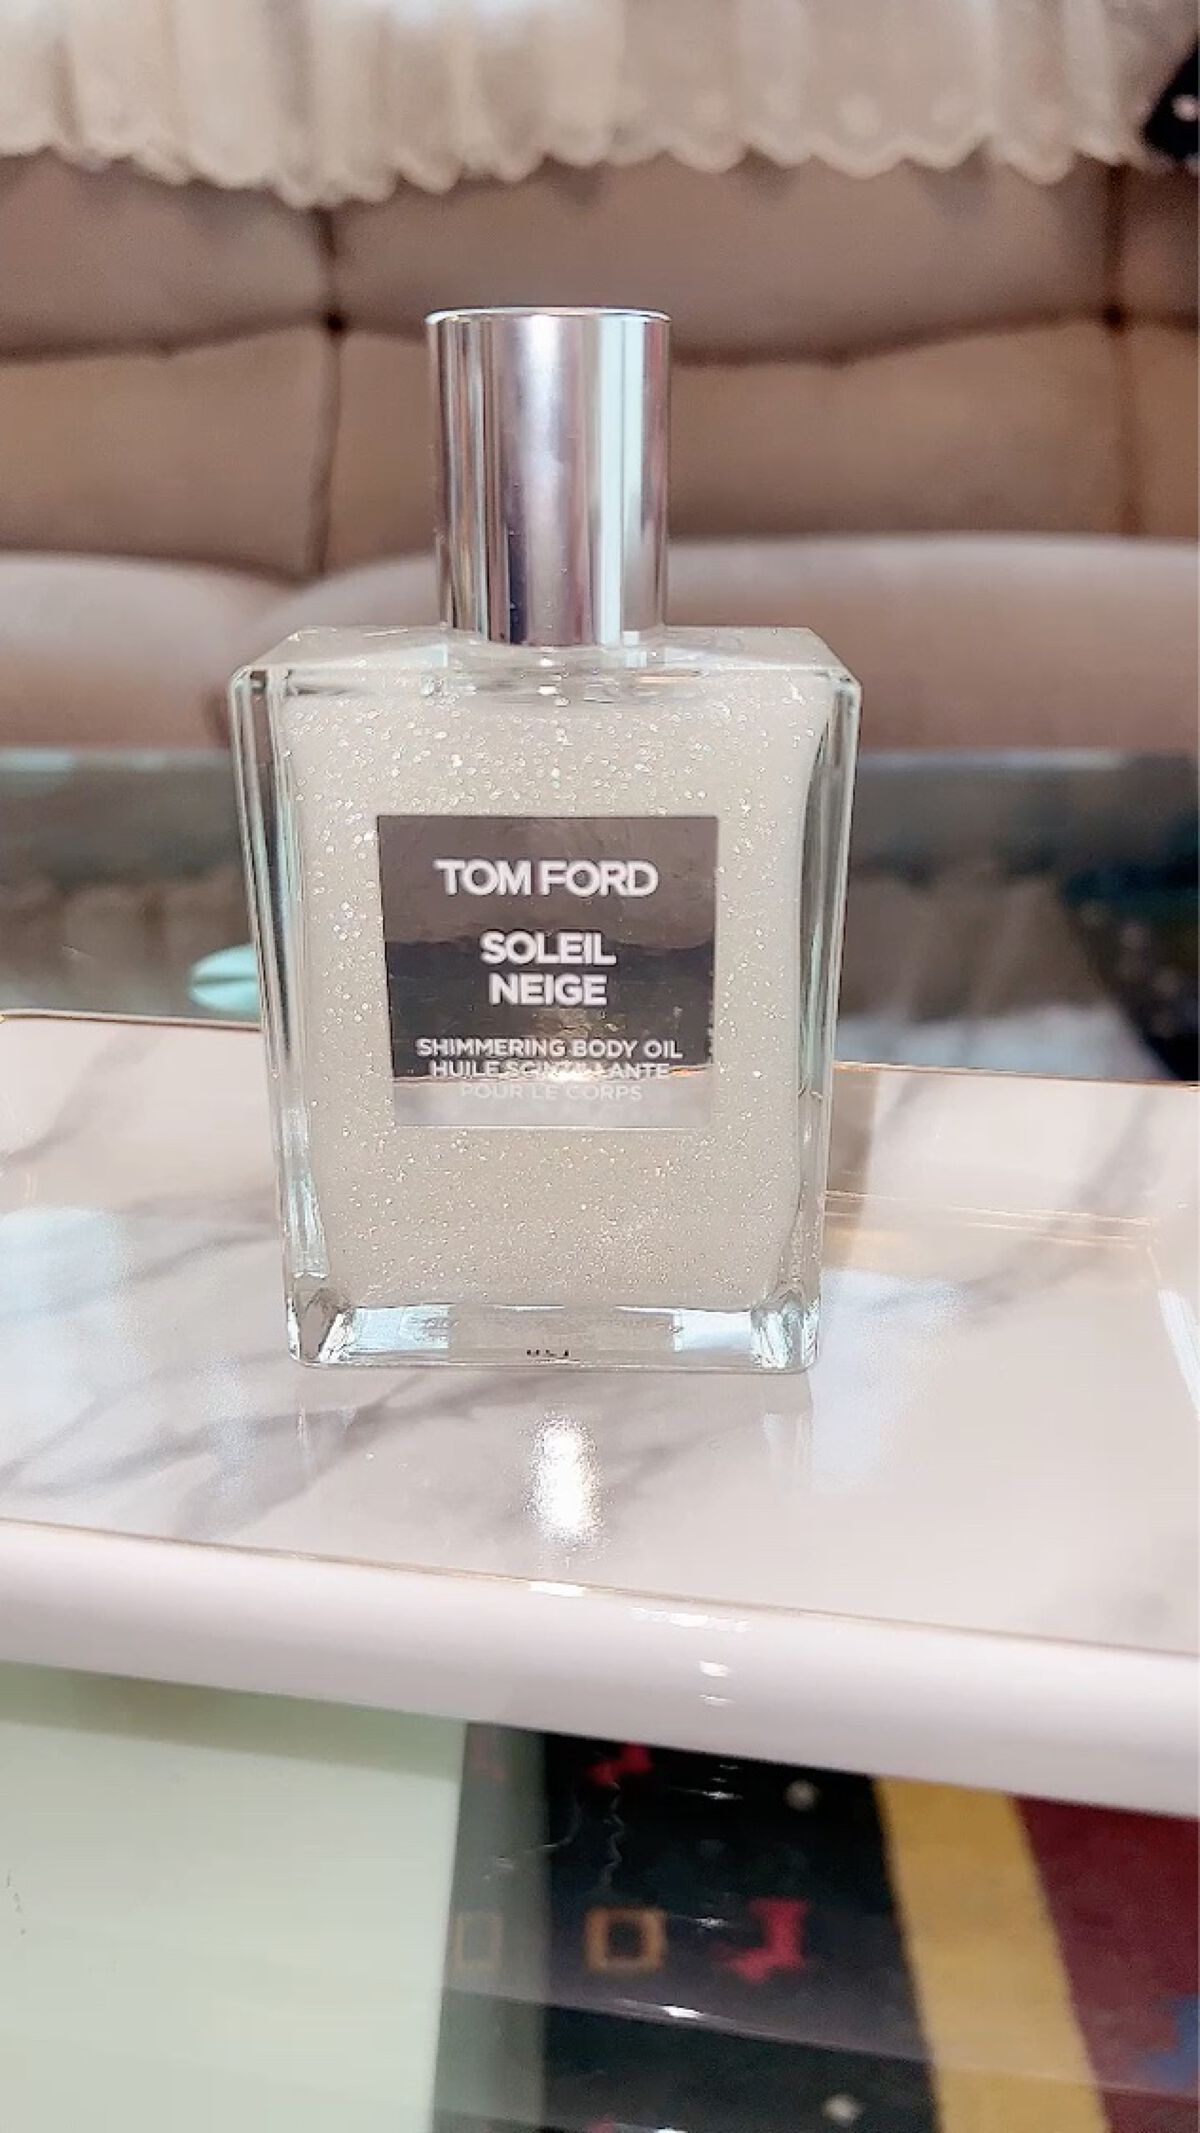 TOM FORD
SOLEIL
NEIGE
SHIMMERING BODY OIL
HUILE SCINTILLANTE
POUR LE CORPS